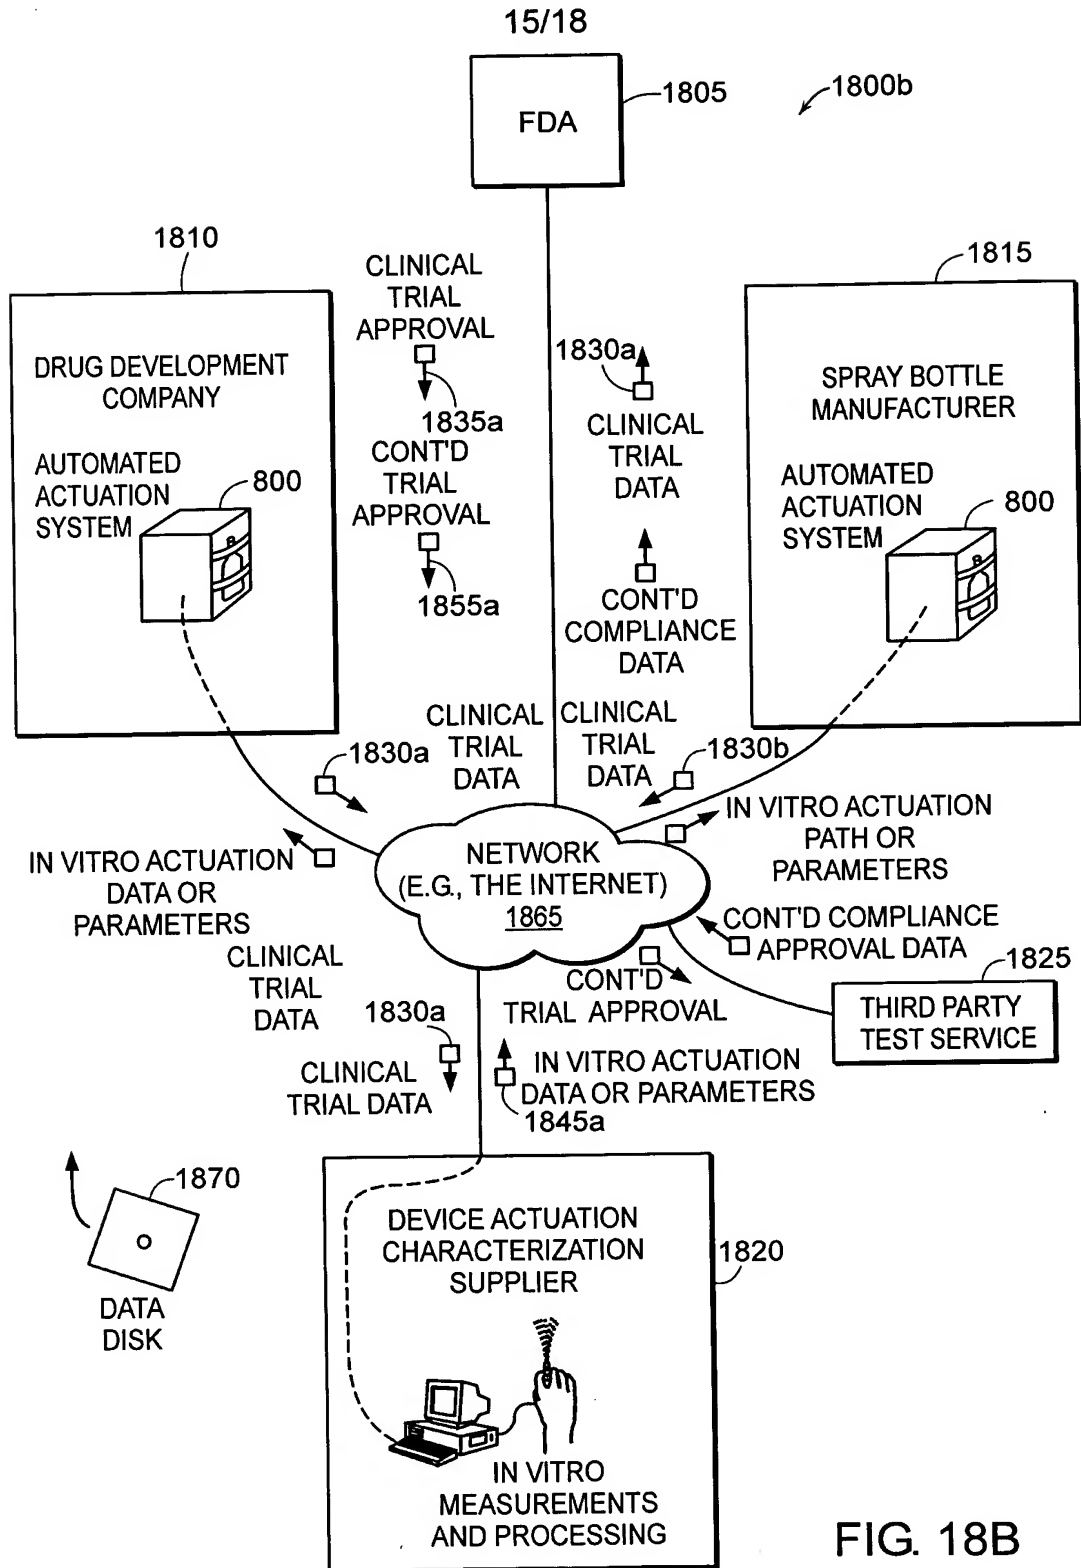 15/18
1805
1800b
FDA
1810
CLINICAL
TRIAL
APPROVAL
1835a
CONT'D
TRIAL
APPROVAL
1855a
1815
1830a
CLINICAL
TRIAL
DATA
CONT'D
COMPLIANCE
DATA
DRUG DEVELOPMENT
COMPANY
AUTOMATED
ACTUATION
SYSTEM
800
SPRAY BOTTLE
MANUFACTURER
AUTOMATED
ACTUATION
SYSTEM
800
1830a
CLINICAL
TRIAL
DATA
CLINICAL
TRIAL
DATA
1830b
IN VITRO ACTUATION
DATA OR
PARAMETERS
NETWORK
(E.G., THE INTERNET)
1865
IN VITRO ACTUATION
PATH OR
PARAMETERS
CONT'D COMPLIANCE
APPROVAL DATA
1825
THIRD PARTY
TEST SERVICE
CLINICAL
TRIAL
DATA
1830a
CLINICAL
TRIAL DATA
CONT'D
TRIAL APPROVAL
IN VITRO ACTUATION
DATA OR PARAMETERS
1845a
1870
DATA
DISK
DEVICE ACTUATION
CHARACTERIZATION
SUPPLIER
1820
IN VITRO
MEASUREMENTS
AND PROCESSING
FIG. 18B